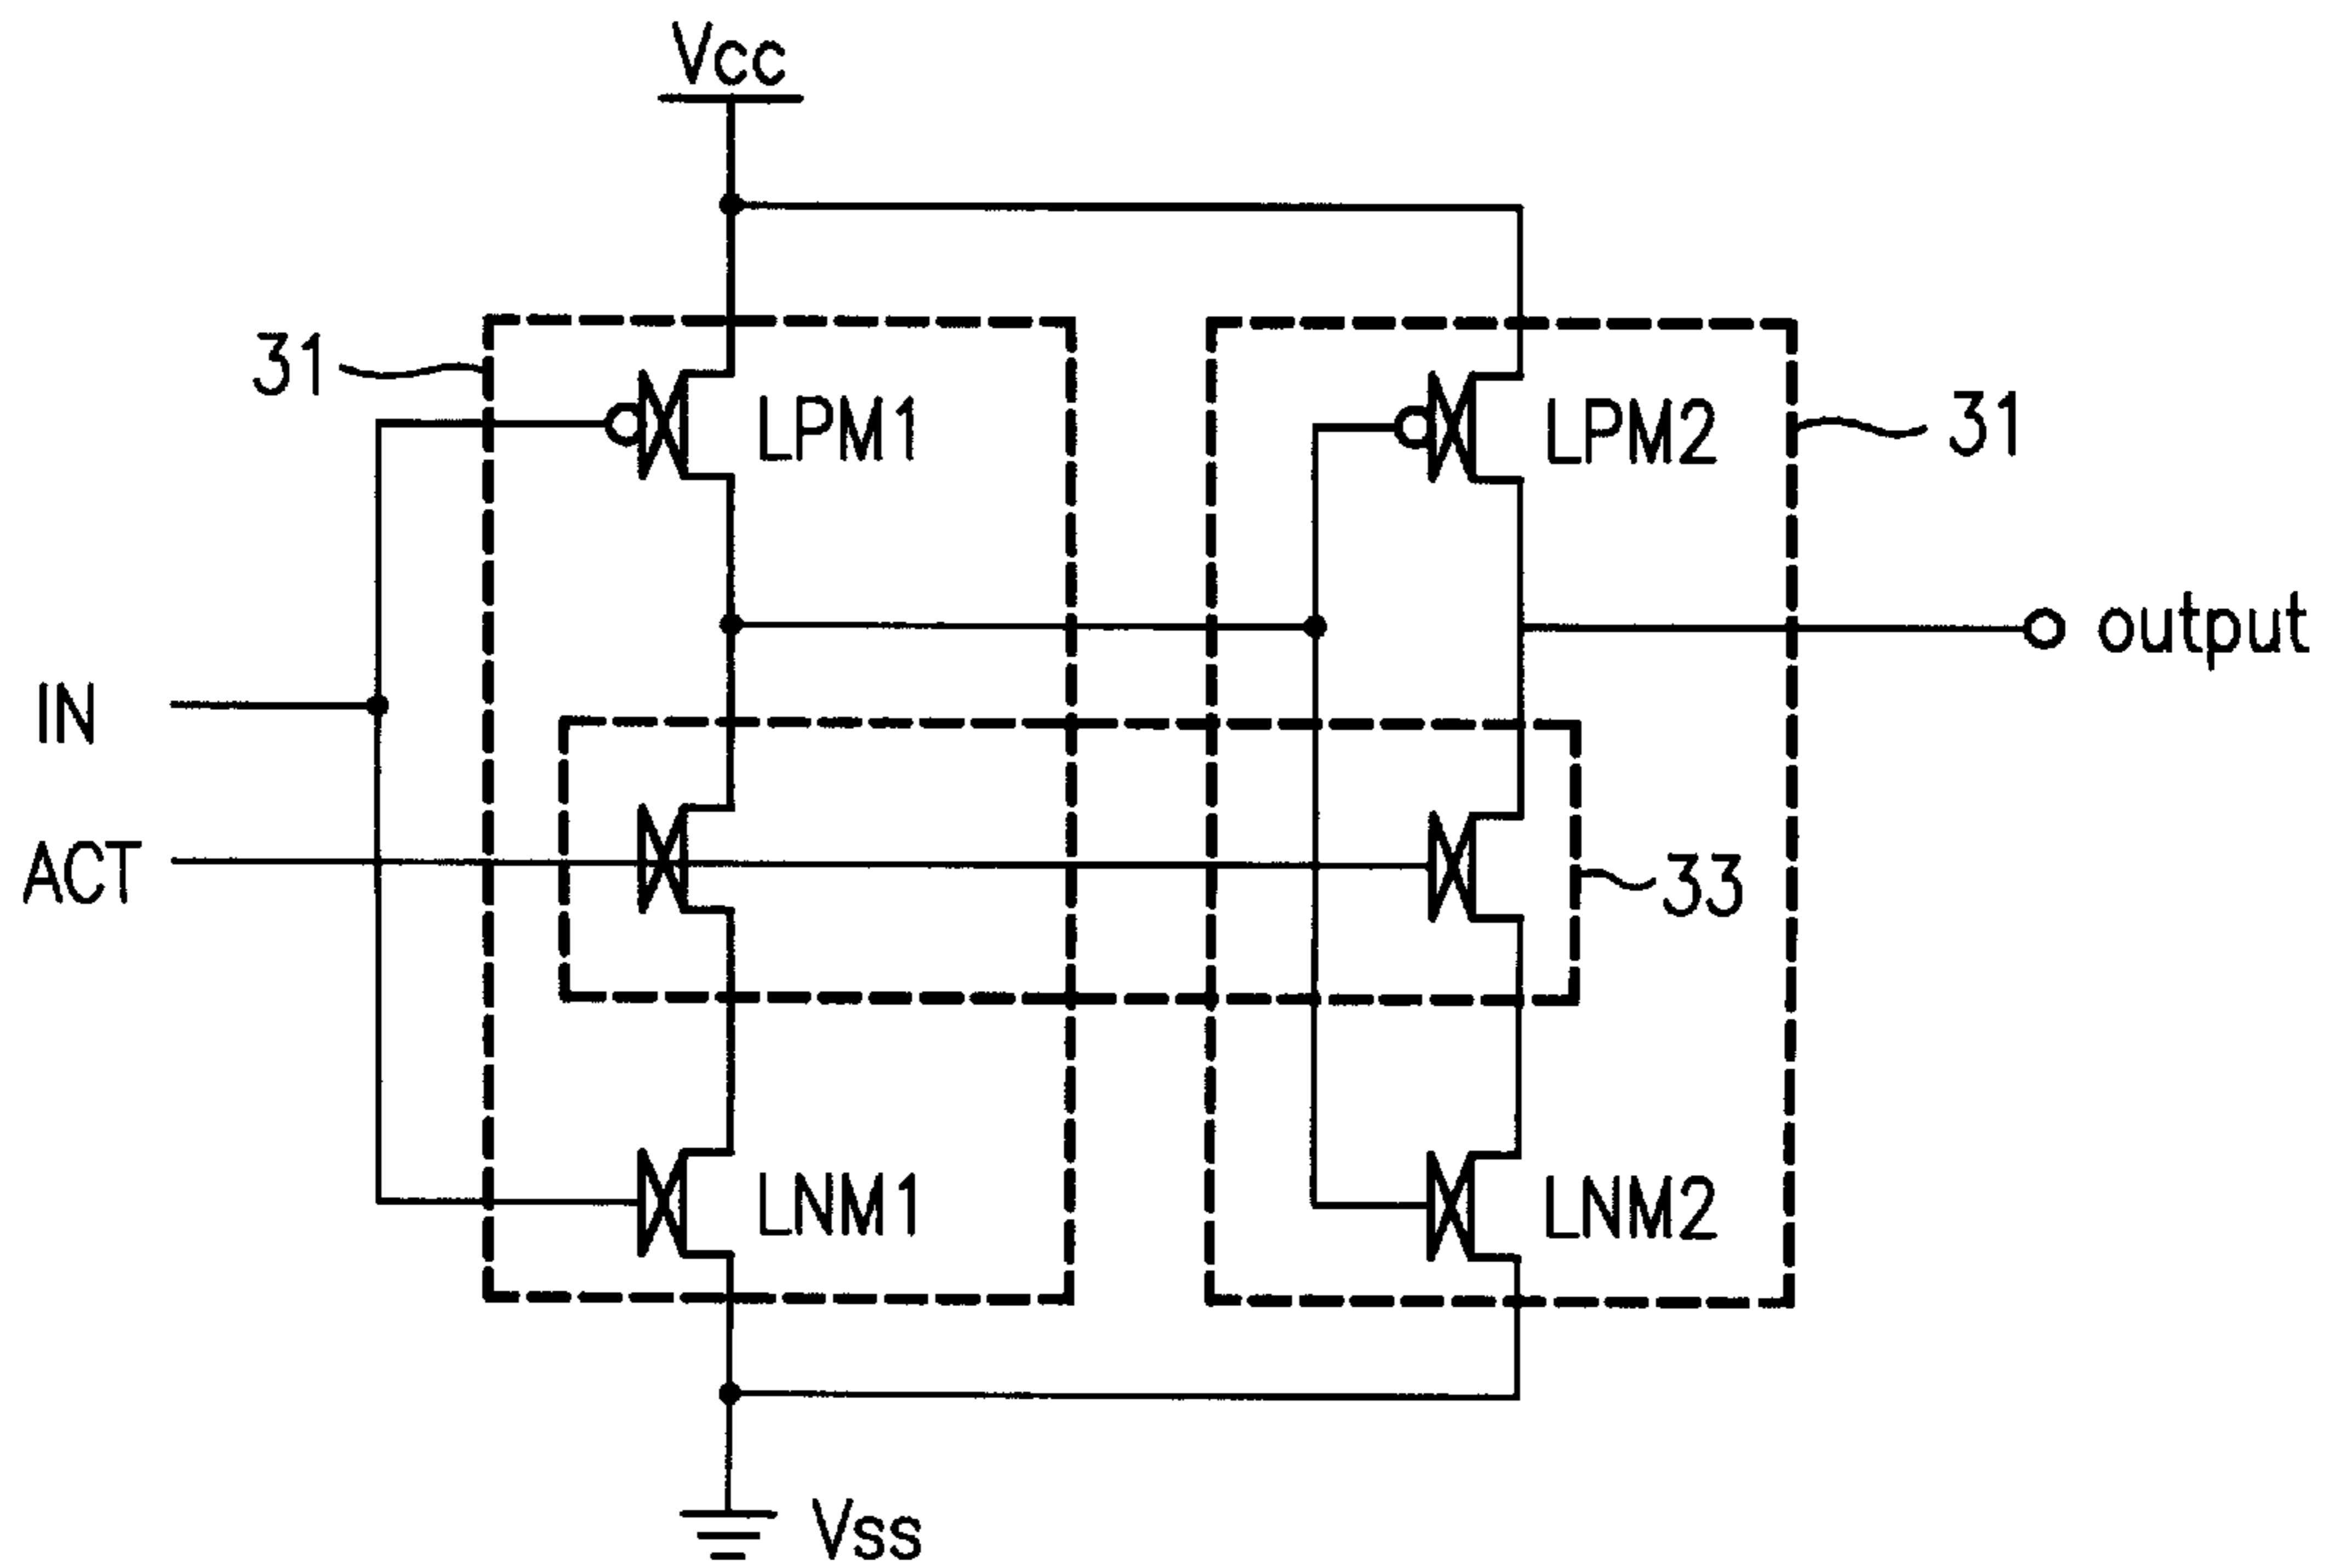 Vcc
31
LPM1
LPM2
31
output
IN
ACT
33
LNM1
LNM2
Vss